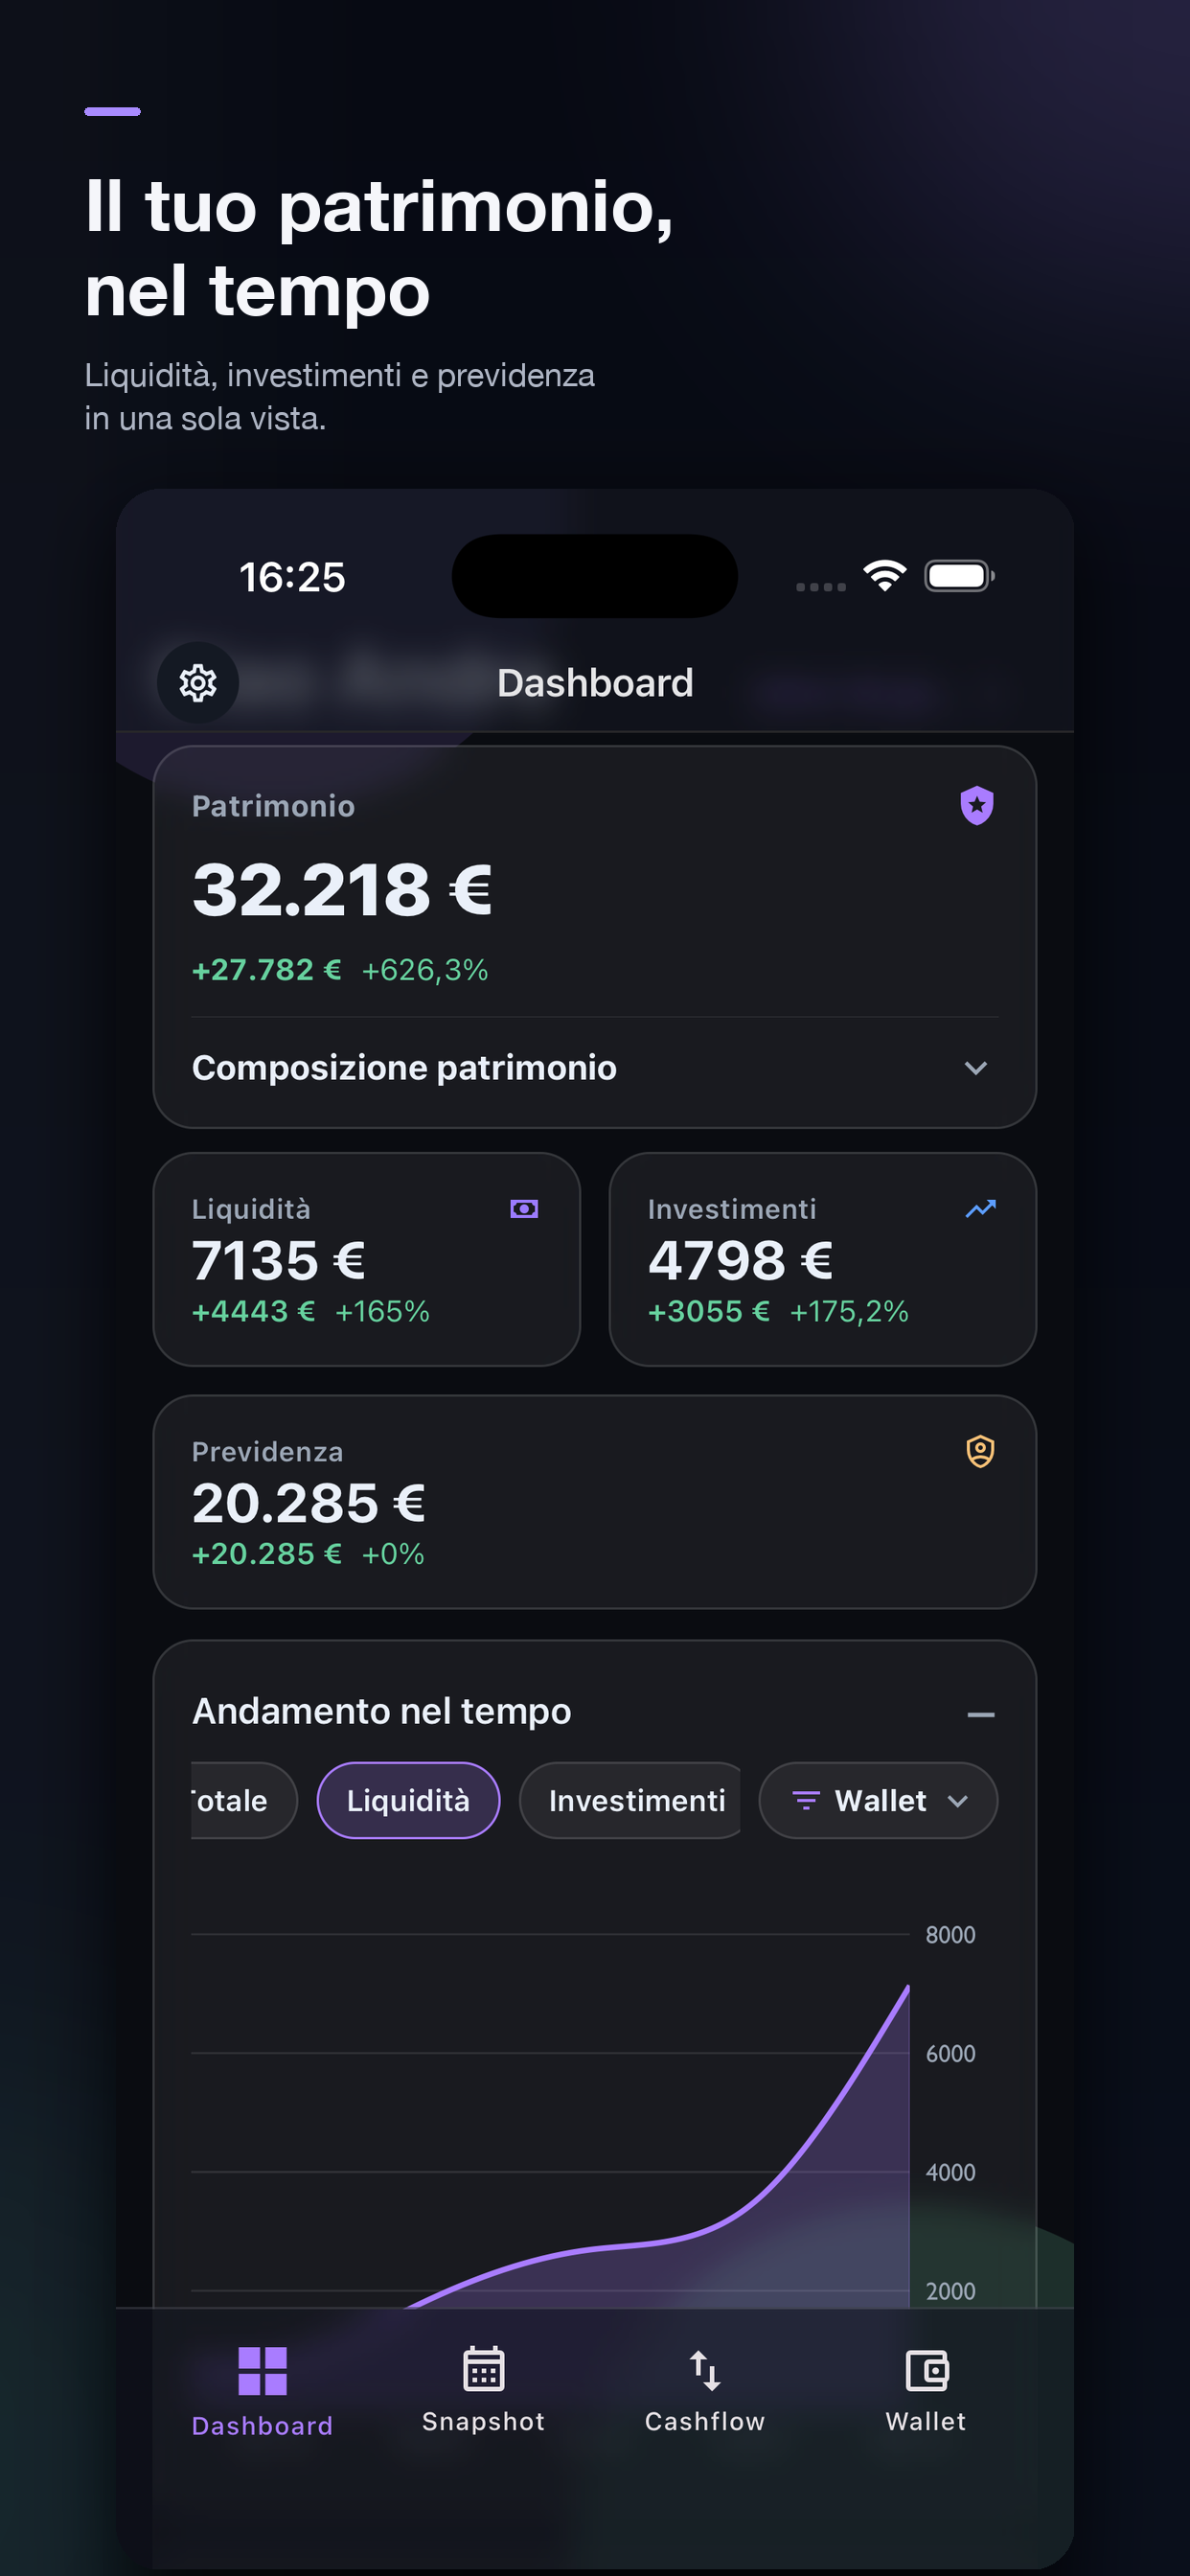 Il tuo patrimonio,
nel tempo
Liquidità, investimenti e previdenza
in una sola vista.
16:25
Dashboard
Patrimonio
32.218 €
+27.782 € +626,3%
Composizione patrimonio
Liquidità
7135 €
+4443 € +165%
Investimenti
4798 €
+3055 € +175,2%
Previdenza
20.285 €
+20.285 € +0%
Andamento nel tempo
Totale Liquidità Investimenti Wallet
8000
6000
4000
2000
Dashboard Snapshot Cashflow Wallet